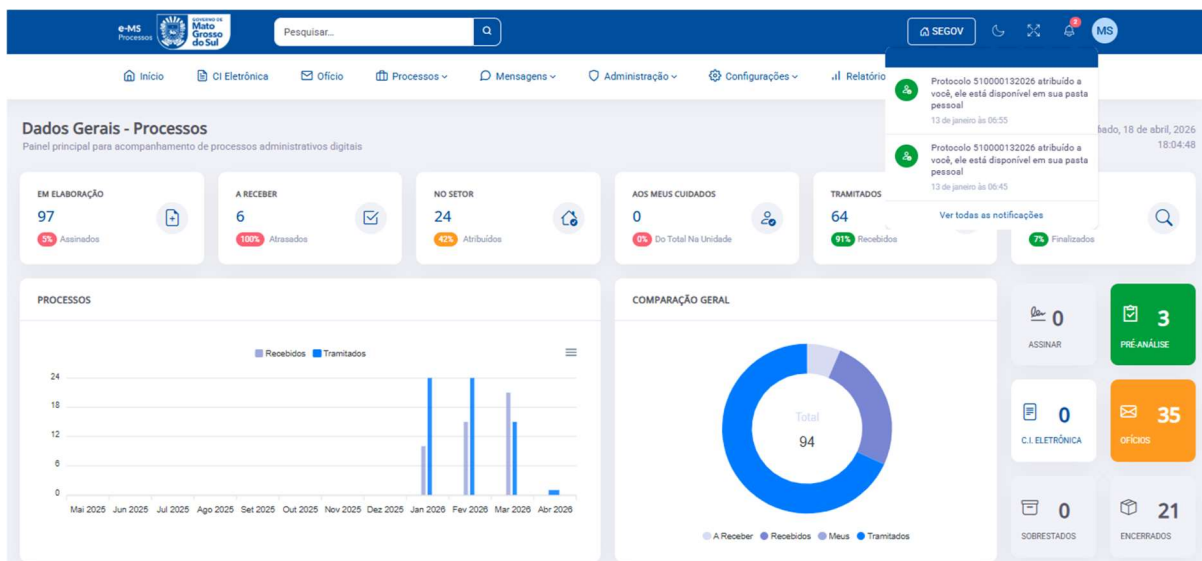 e-MS
Processos
GOVERNO DE
Mato
Grosso
do Sul
Pesquisar...
SEGOV
2
MS
Início
CI Eletrônica
Ofício
Processos
Mensagens
Administração
Configurações
Relatório
Protocolo 510000132026 atribuído a
você, ele está disponível em sua pasta
pessoal
13 de janeiro às 06:55
Protocolo 510000132026 atribuído a
você, ele está disponível em sua pasta
pessoal
13 de janeiro às 06:45
Ver todas as notificações
Dados Gerais - Processos
Painel principal para acompanhamento de processos administrativos digitais
18 de abril, 2026
18:04:48
EM ELABORAÇÃO
97
5% Assinados
A RECEBER
6
100% Atrasados
NO SETOR
24
42% Atribuídos
AOS MEUS CUIDADOS
0
0% Do Total Na Unidade
TRAMITADOS
64
91% Recebidos
7% Finalizados
PROCESSOS
Recebidos Tramitados
24
18
12
6
0
Mai 2025 Jun 2025 Jul 2025 Ago 2025 Set 2025 Out 2025 Nov 2025 Dez 2025 Jan 2026 Fev 2026 Mar 2026 Abr 2026
COMPARAÇÃO GERAL
Total
94
A Receber Recebidos Meus Tramitados
0
ASSINAR
3
PRÉ-ANÁLISE
0
C.I. ELETRÔNICA
35
OFÍCIOS
0
SOBRESTADOS
21
ENCERRADOS